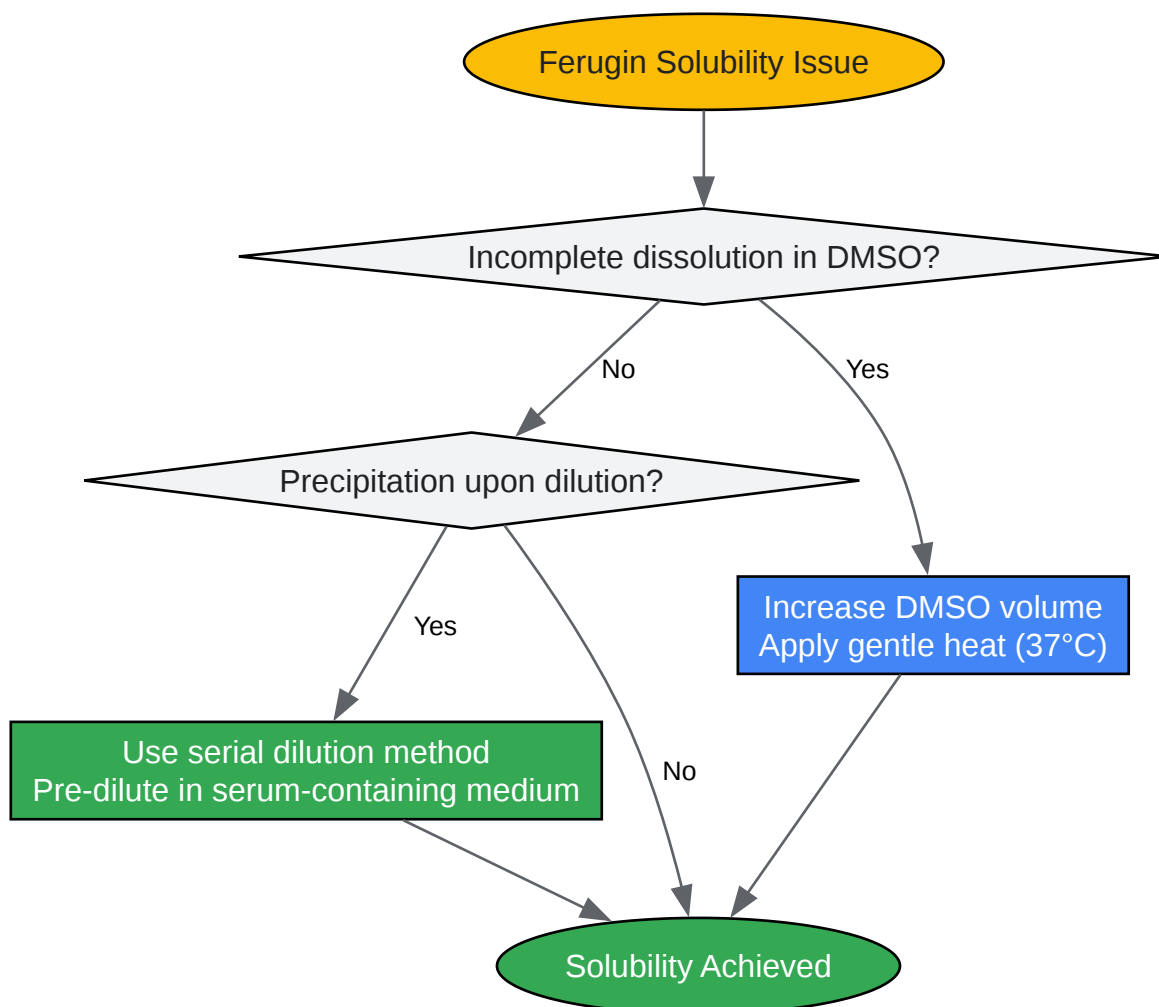 Ferugin Solubility Issue
Incomplete dissolution in DMSO?
No
Yes
Precipitation upon dilution?
Increase DMSO volume
Apply gentle heat (37°C)
Yes
Use serial dilution method
Pre-dilute in serum-containing medium
No
Solubility Achieved